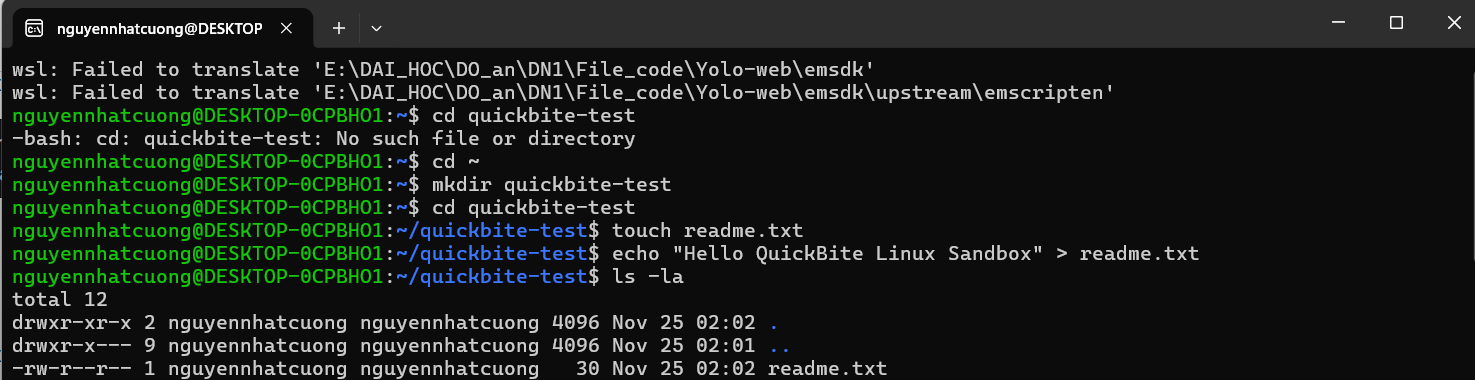 nguyennhatcuong@DESKTOP
wsl: Failed to translate 'E:\DAI_HOC\DO_an\DN1\File_code\Yolo-web\emsdk'
wsl: Failed to translate 'E:\DAI_HOC\DO_an\DN1\File_code\Yolo-web\emsdk\upstream\emscripten'
nguyennhatcuong@DESKTOP-0CPBHO1:~$ cd quickbite-test
-bash: cd: quickbite-test: No such file or directory
nguyennhatcuong@DESKTOP-0CPBHO1:~$ cd ~
nguyennhatcuong@DESKTOP-0CPBHO1:~$ mkdir quickbite-test
nguyennhatcuong@DESKTOP-0CPBHO1:~$ cd quickbite-test
nguyennhatcuong@DESKTOP-0CPBHO1:~/quickbite-test$ touch readme.txt
nguyennhatcuong@DESKTOP-0CPBHO1:~/quickbite-test$ echo "Hello QuickBite Linux Sandbox" > readme.txt
nguyennhatcuong@DESKTOP-0CPBHO1:~/quickbite-test$ ls -la
total 12
drwxr-xr-x 2 nguyennhatcuong nguyennhatcuong 4096 Nov 25 02:02 .
drwxr-x--- 9 nguyennhatcuong nguyennhatcuong 4096 Nov 25 02:01 ..
-rw-r--r-- 1 nguyennhatcuong nguyennhatcuong   30 Nov 25 02:02 readme.txt